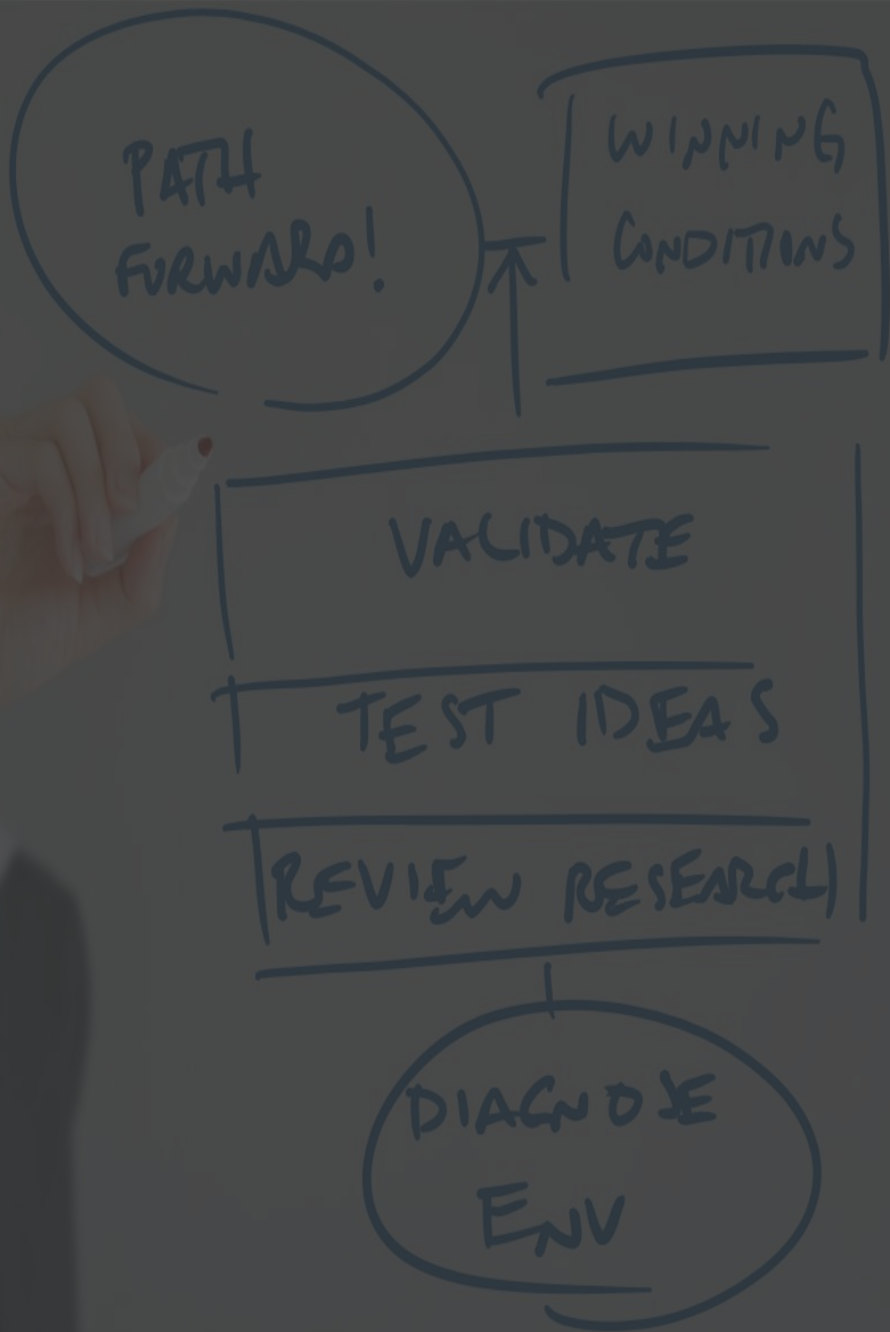 PATH
FORWARD!
WINNING
CONDITIONS
VALIDATE
TEST IDEAS
REVIEW RESEARCH
DIAGNOSE
ENV